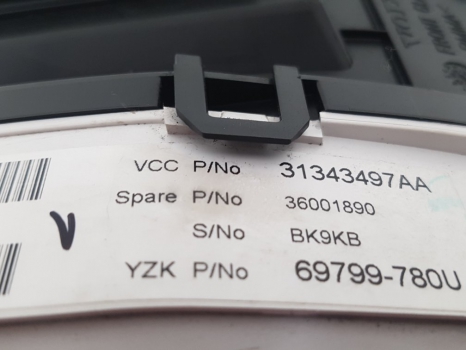 VCC P/No 31343497AA
Spare P/No 36001890
S/No BK9KB
YZK P/No 69799-780U
V